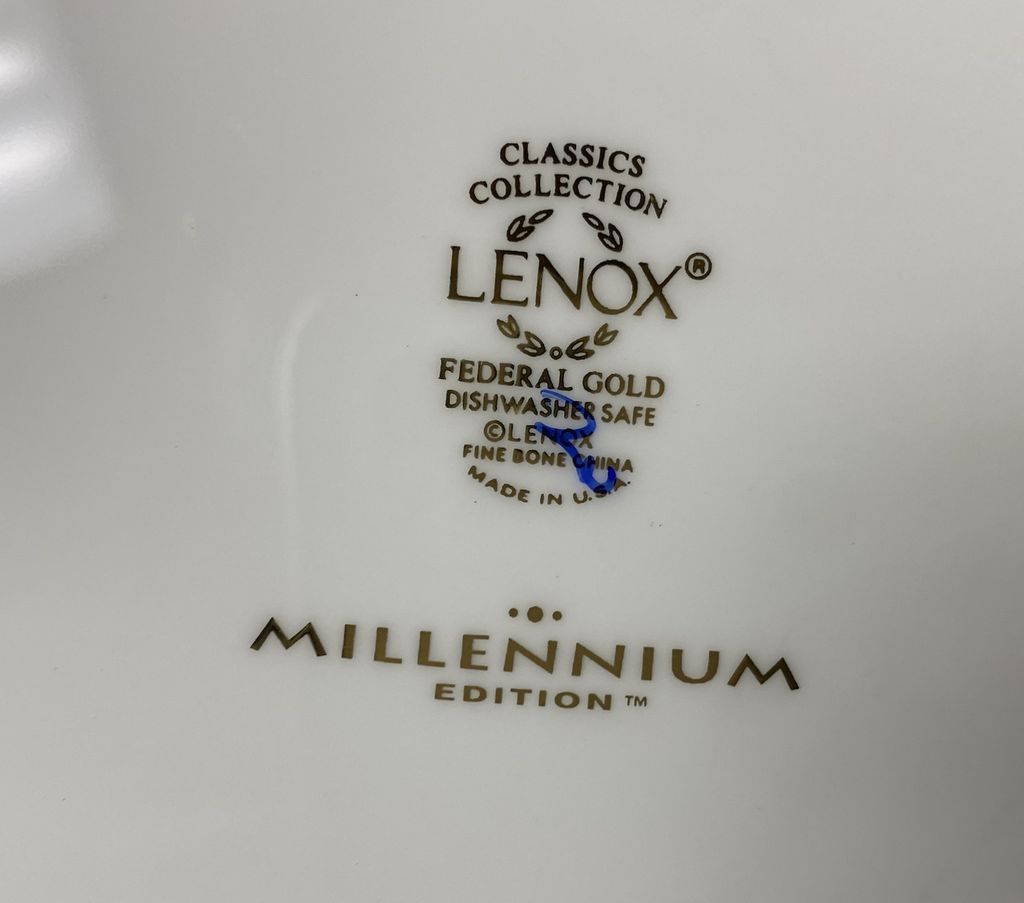 CLASSICS
COLLECTION
LENOX®
FEDERAL GOLD
DISHWASHER SAFE
©LENOX
FINE BONE CHINA
MADE IN U.S.A.
MILLENNIUM
EDITION™